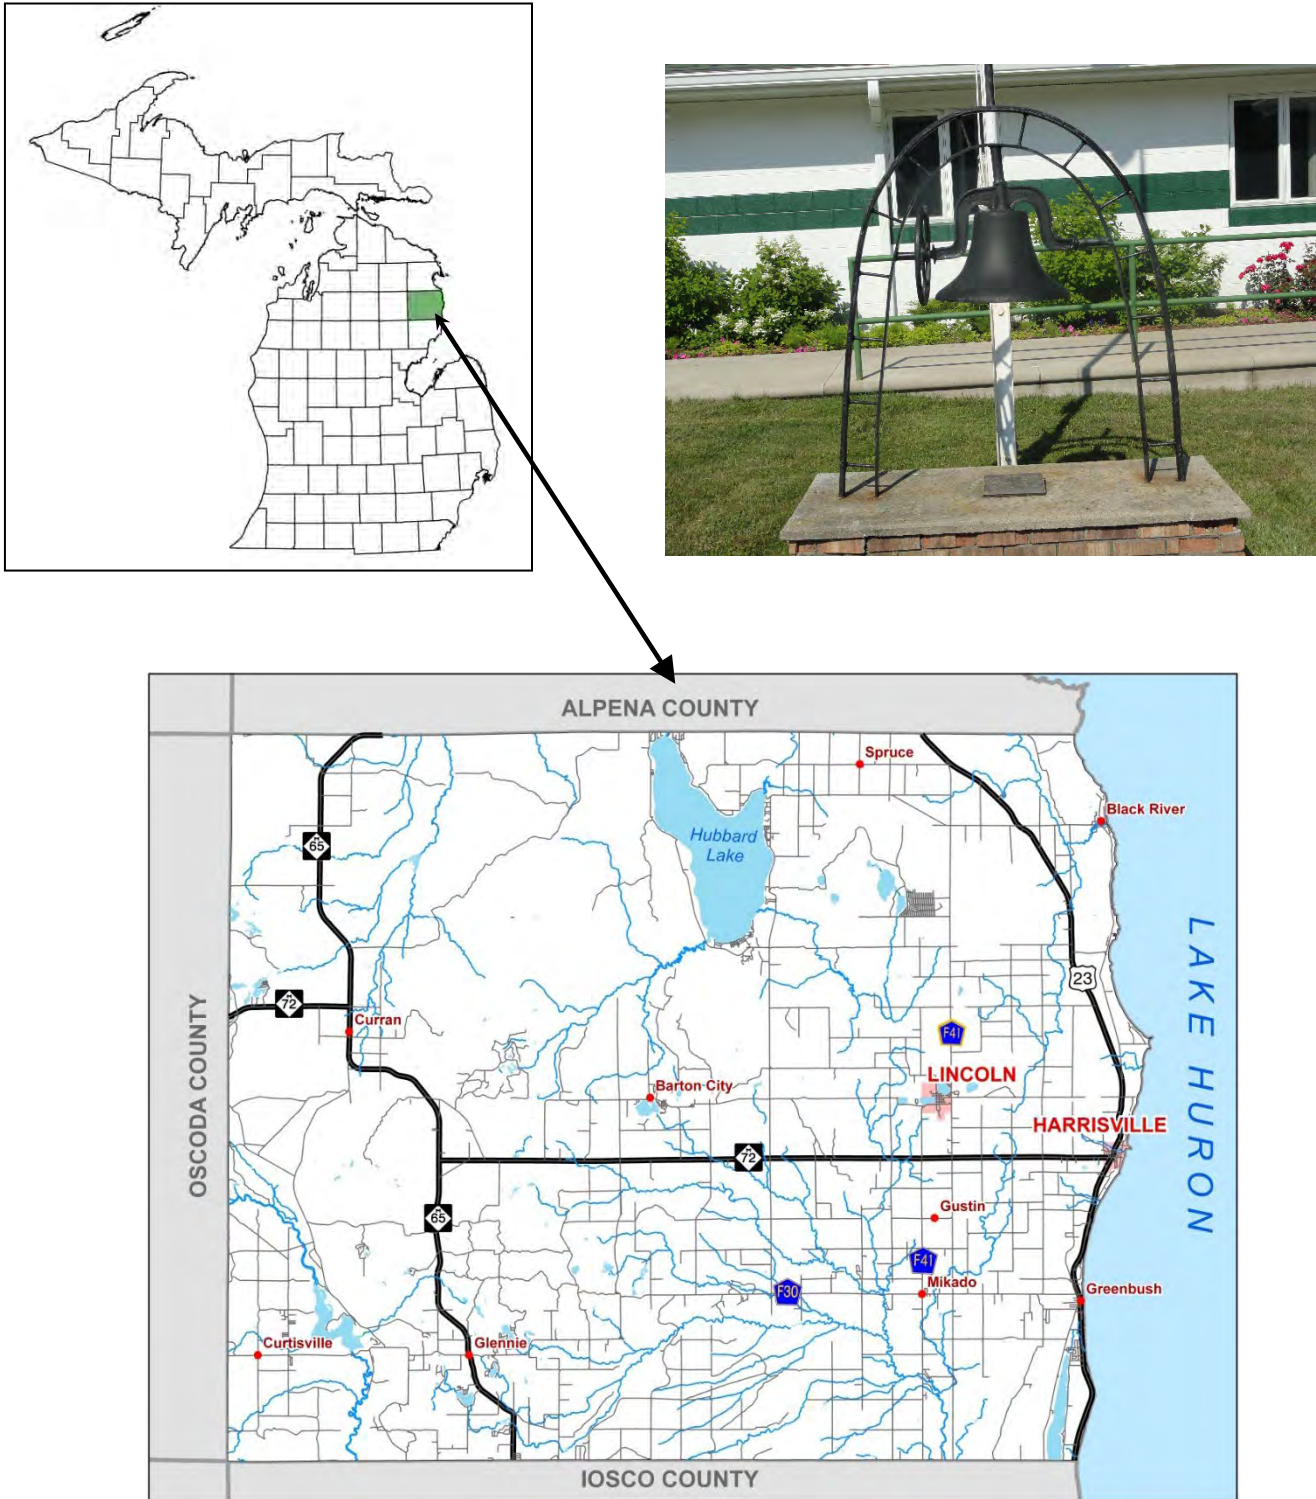 ALPENA COUNTY
Spruce
Black River
Hubbard
Lake
M
65
LAKE HURON
23
M
72
Curran
OSCODA COUNTY
F41
LINCOLN
Barton City
HARRISVILLE
M
72
Gustin
M
65
F41
Mikado
F30
Greenbush
Curtisville
Glennie
IOSCO COUNTY